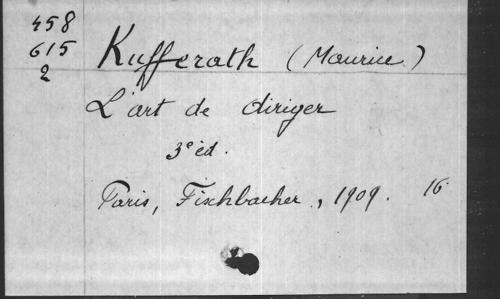 458
615
2
Kufferath (Maurice)
L'art de diriger
3e éd.
Paris, Fischbacher, 1909. 16